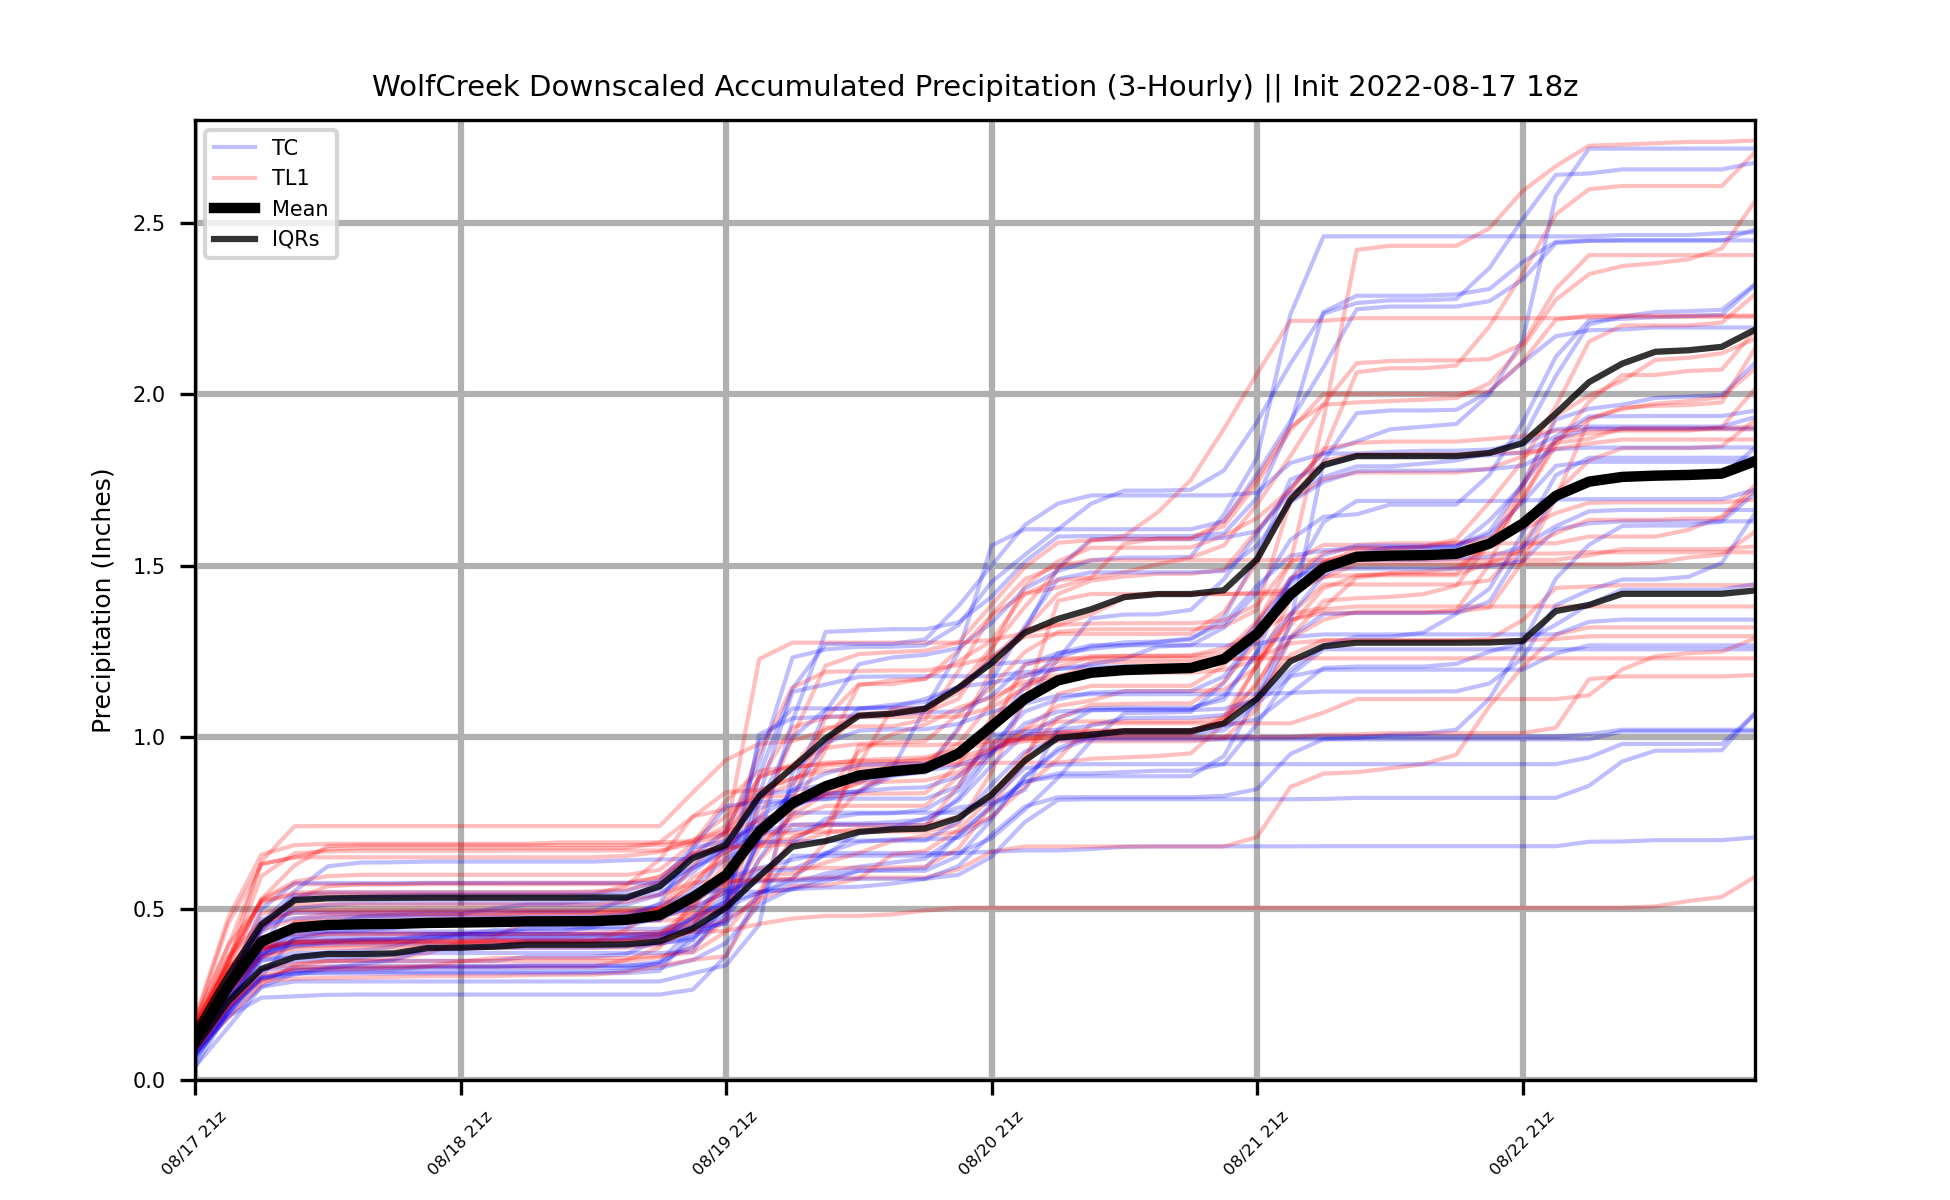 WolfCreek Downscaled Accumulated Precipitation (3-Hourly) || Init 2022-08-17 18z
TC
TL1
Mean
IQRs
Precipitation (Inches)
2.5
2.0
1.5
1.0
0.5
0.0
08/17 21z
08/18 21z
08/19 21z
08/20 21z
08/21 21z
08/22 21z